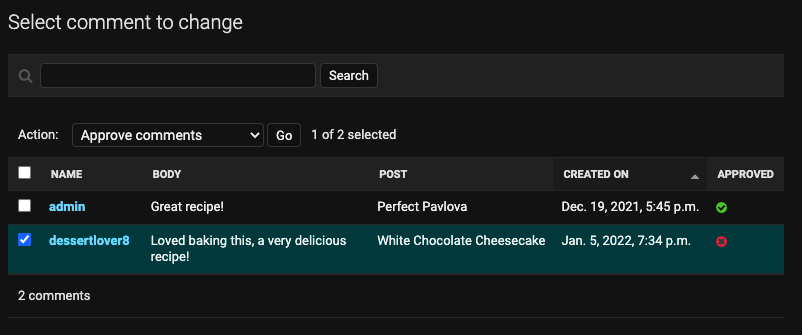 Select comment to change
Search
Action: Approve comments Go 1 of 2 selected
NAME BODY POST CREATED ON APPROVED
admin Great recipe! Perfect Pavlova Dec. 19, 2021, 5:45 p.m.
dessertlover8 Loved baking this, a very delicious White Chocolate Cheesecake Jan. 5, 2022, 7:34 p.m.
recipe!
2 comments